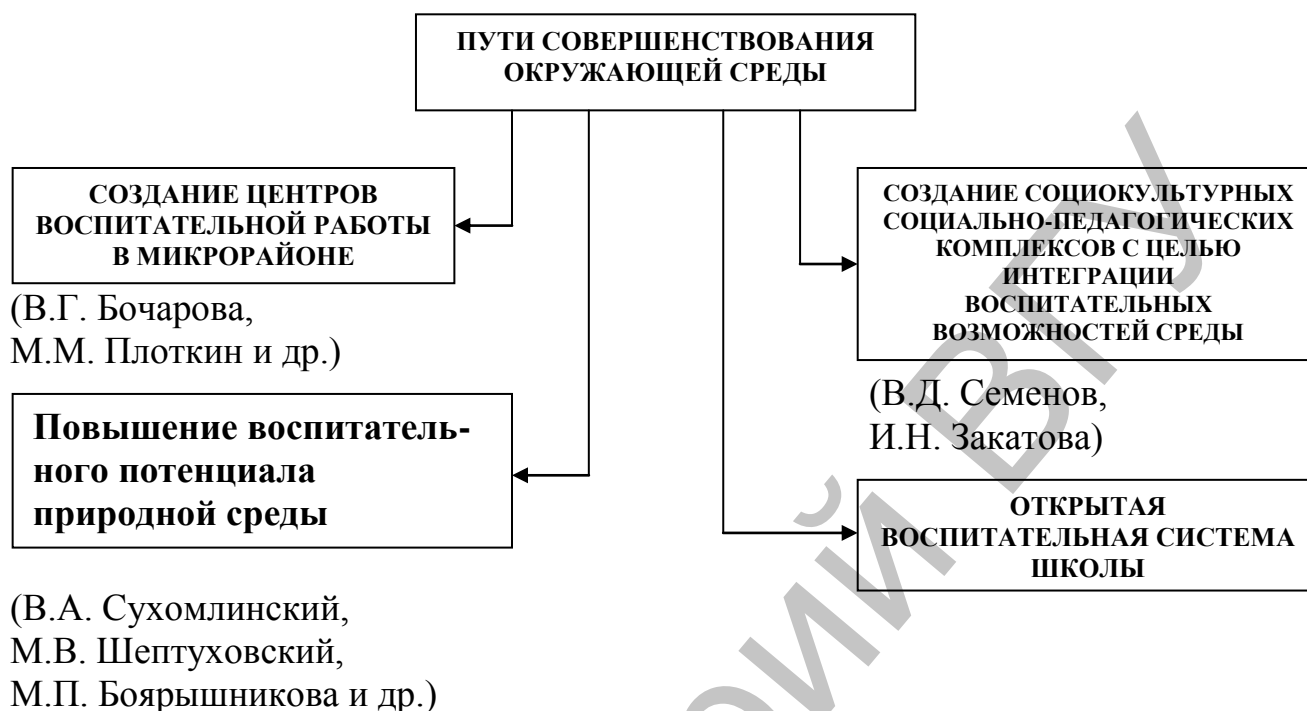 ПУТИ СОВЕРШЕНСТВОВАНИЯ
ОКРУЖАЮЩЕЙ СРЕДЫ
СОЗДАНИЕ ЦЕНТРОВ
ВОСПИТАТЕЛЬНОЙ РАБОТЫ
В МИКРОРАЙОНЕ
(В.Г. Бочарова,
М.М. Плоткин и др.)
Повышение воспитатель-
ного потенциала
природной среды
(В.А. Сухомлинский,
М.В. Шептуховский,
М.П. Боярышникова и др.)
СОЗДАНИЕ СОЦИОКУЛЬТУРНЫХ
СОЦИАЛЬНО-ПЕДАГОГИЧЕСКИХ
КОМПЛЕКСОВ С ЦЕЛЬЮ
ИНТЕГРАЦИИ
ВОСПИТАТЕЛЬНЫХ
ВОЗМОЖНОСТЕЙ СРЕДЫ
(В.Д. Семенов,
И.Н. Закатова)
ОТКРЫТАЯ
ВОСПИТАТЕЛЬНАЯ СИСТЕМА
ШКОЛЫ
ВГУ